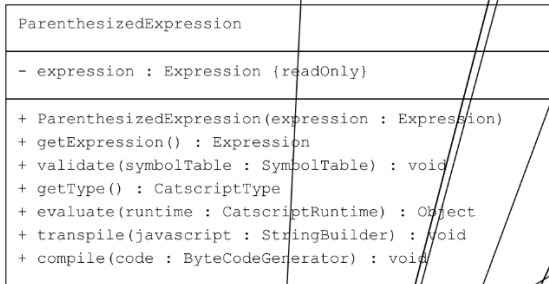 ParenthesizedExpression
- expression : Expression {readOnly}
+ ParenthesizedExpression(expression : Expression)
+ getExpression() : Expression
+ validate(symbolTable : SymbolTable) : void
+ getType() : CatscriptType
+ evaluate(runtime : CatscriptRuntime) : Object
+ transpile(javascript : StringBuilder) : void
+ compile(code : ByteCodeGenerator) : void